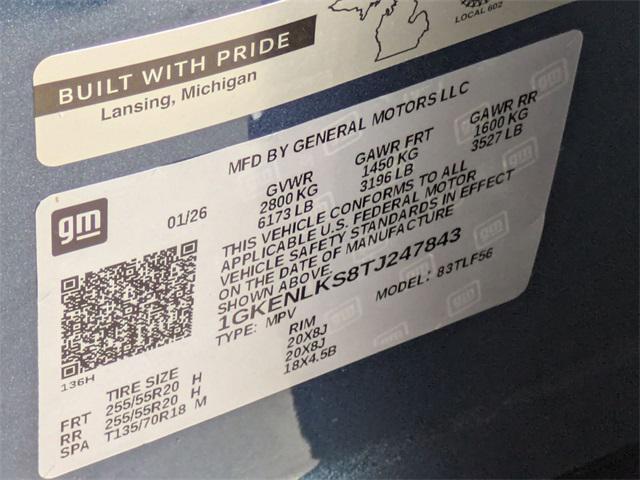 LOCAL 602
BUILT WITH PRIDE
Lansing, Michigan
MFD BY GENERAL MOTORS LLC
gm
01/26
GVWR GAWR FRT GAWR RR
2800 KG 1450 KG 1600 KG
6173 LB 3196 LB 3527 LB
THIS VEHICLE CONFORMS TO ALL
APPLICABLE U.S. FEDERAL MOTOR
VEHICLE SAFETY STANDARDS IN EFFECT
ON THE DATE OF MANUFACTURE
SHOWN ABOVE.
1GKENLKS8TJ247843
TYPE: MPV MODEL: 83TLF56
136H
TIRE SIZE RIM
FRT 255/55R20 H 20X8J
RR 255/55R20 H 20X8J
SPA T135/70R18 M 18X4.5B